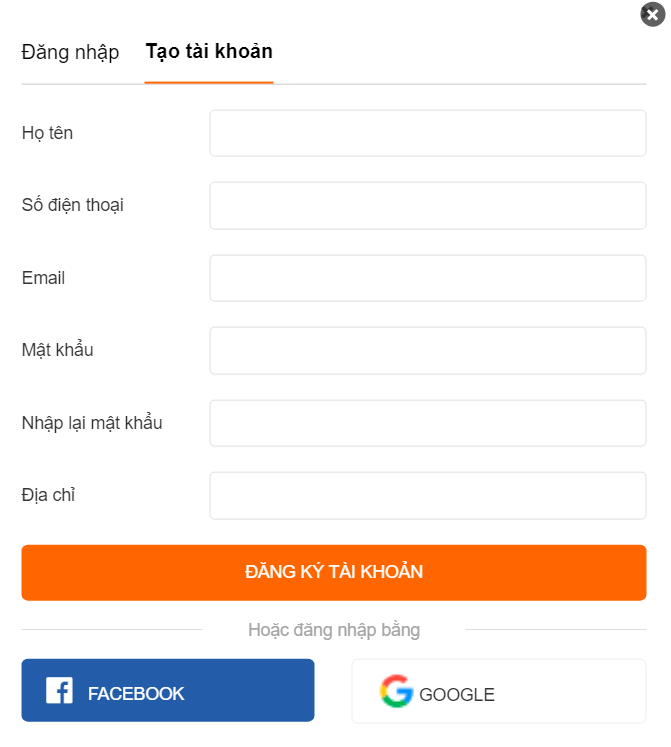 Đăng nhập Tạo tài khoản
Họ tên
Số điện thoại
Email
Mật khẩu
Nhập lại mật khẩu
Địa chỉ
ĐĂNG KÝ TÀI KHOẢN
Hoặc đăng nhập bằng
FACEBOOK GOOGLE